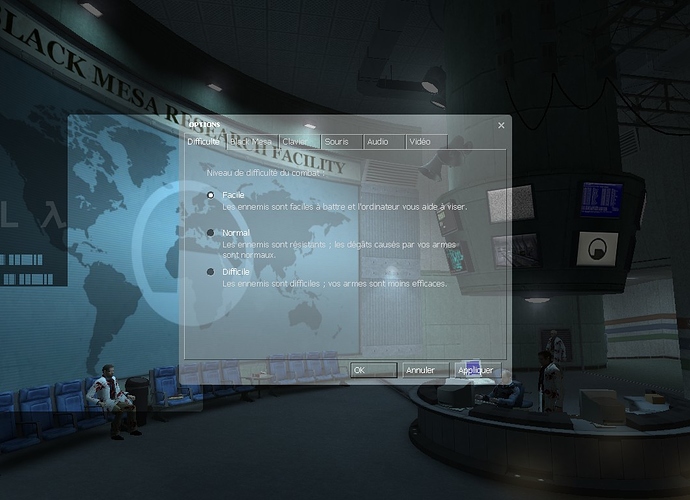 BLACK MESA RESEARCH FACILITY
OPTIONS
Difficulté
Black Mesa
Clavier
Souris
Audio
Vidéo
Niveau de difficulté du combat :
Facile
Les ennemis sont faciles à battre et l'ordinateur vous aide à viser.
Normal
Les ennemis sont résistants ; les dégâts causés par vos armes
sont normaux.
Difficile
Les ennemis sont difficiles ; vos armes sont moins efficaces.
OK
Annuler
Appliquer